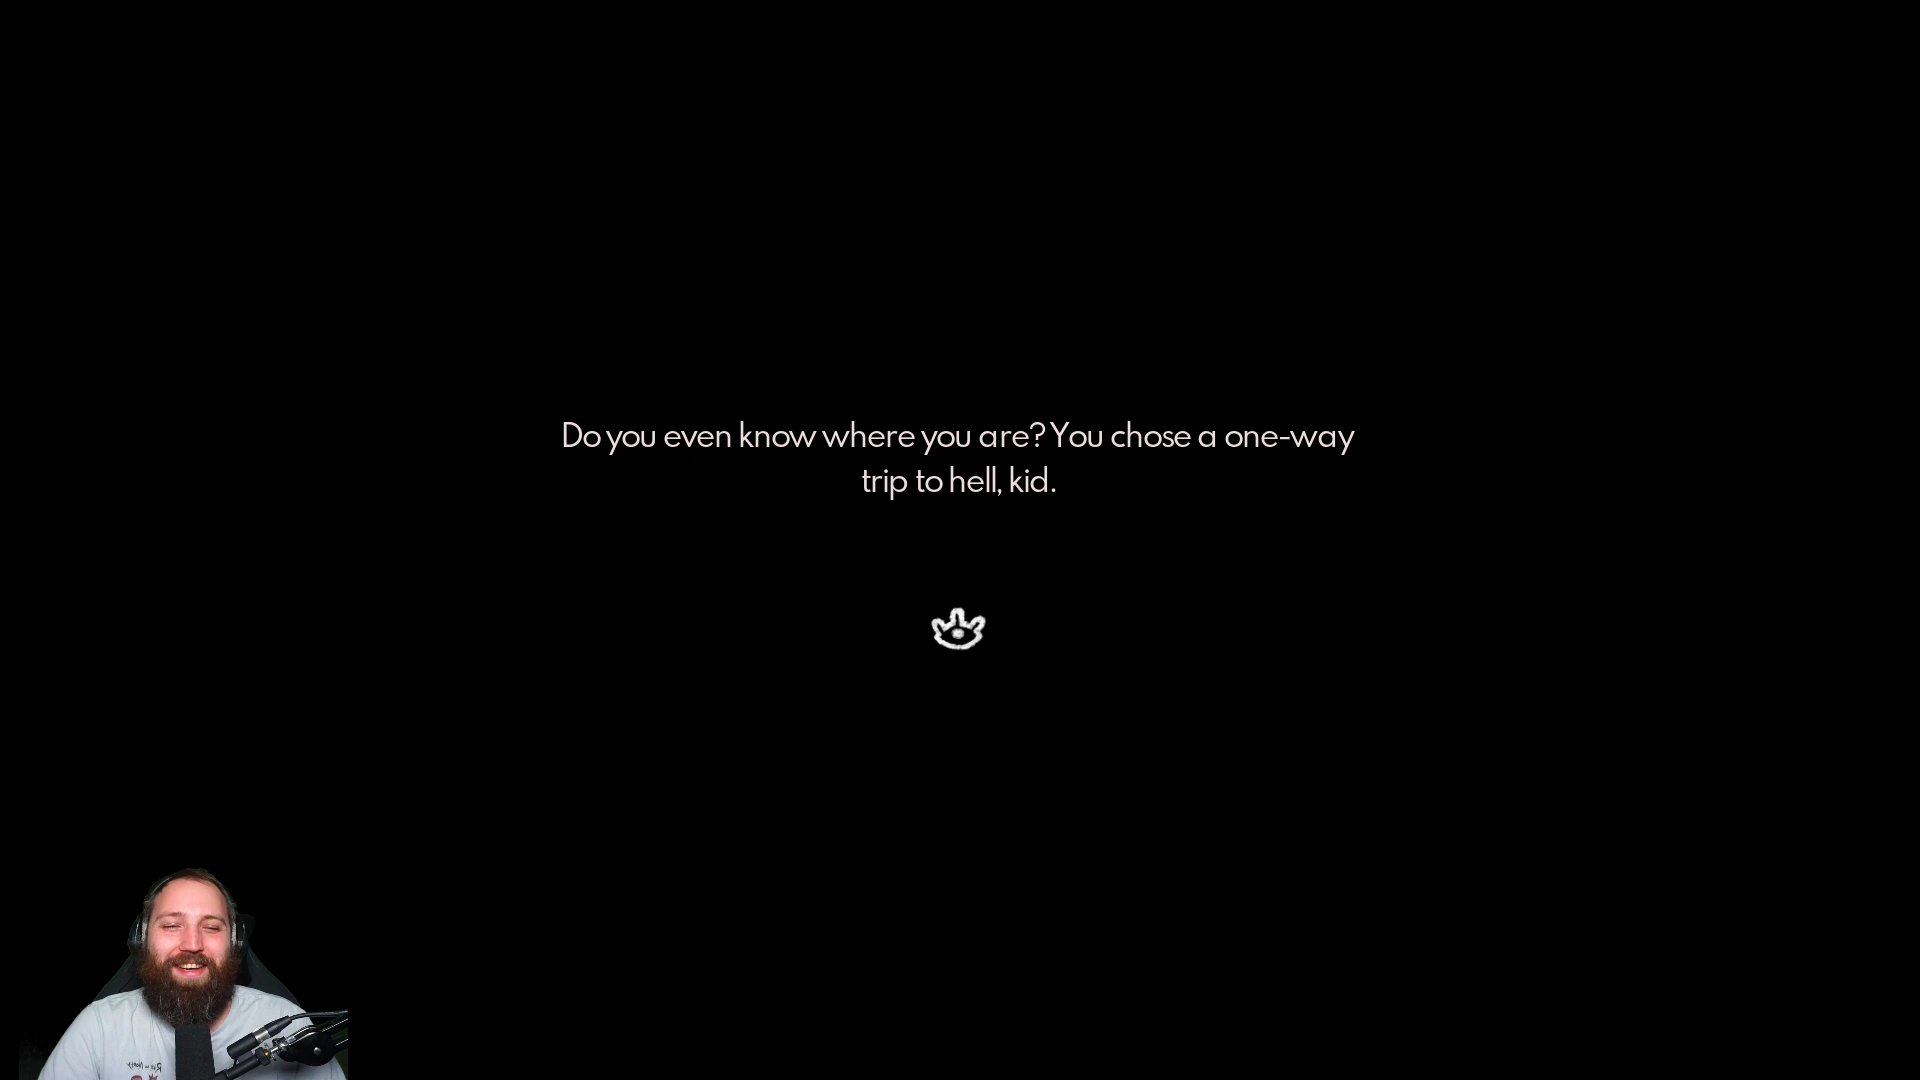 Do you even know where you are? You chose a one-way
trip to hell, kid.